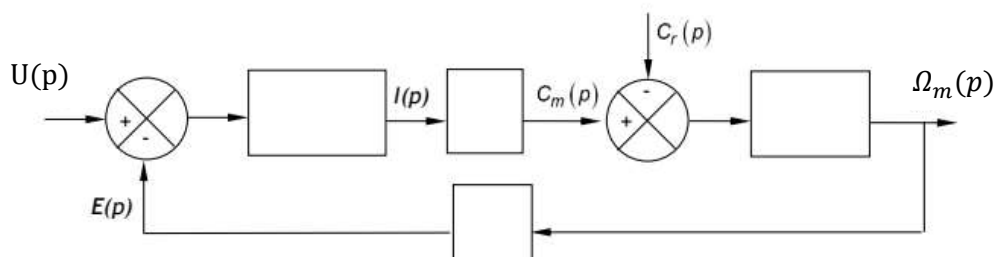 C_r(p)
U(p)
I(p)
C_m(p)
Ω_m(p)
+
-
-
+
E(p)